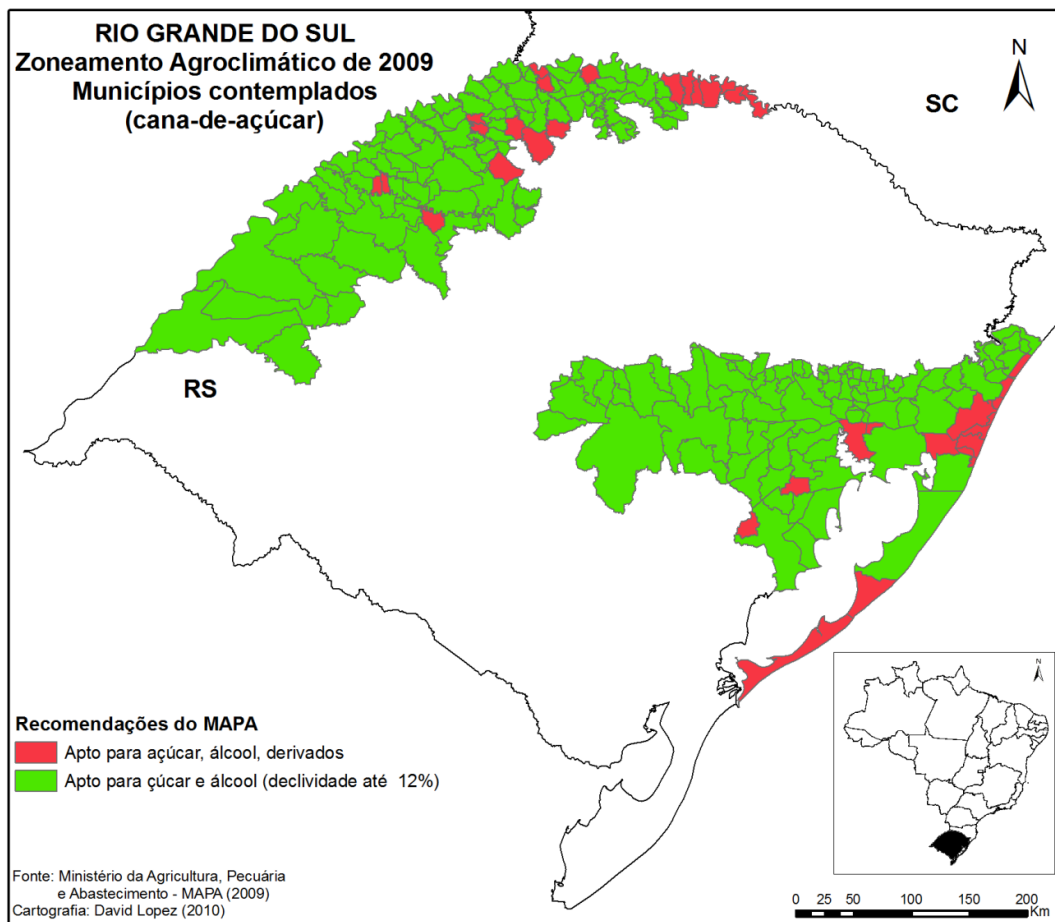 RIO GRANDE DO SUL
Zoneamento Agroclimático de 2009
Municípios contemplados
(cana-de-açúcar)
N
SC
RS
Recomendações do MAPA
Apto para açúcar, álcool, derivados
Apto para çúcar e álcool (declividade até 12%)
N
Fonte: Ministério da Agricultura, Pecuária
e Abastecimento - MAPA (2009)
Cartografia: David Lopez (2010)
0 25 50 100 150 200
Km